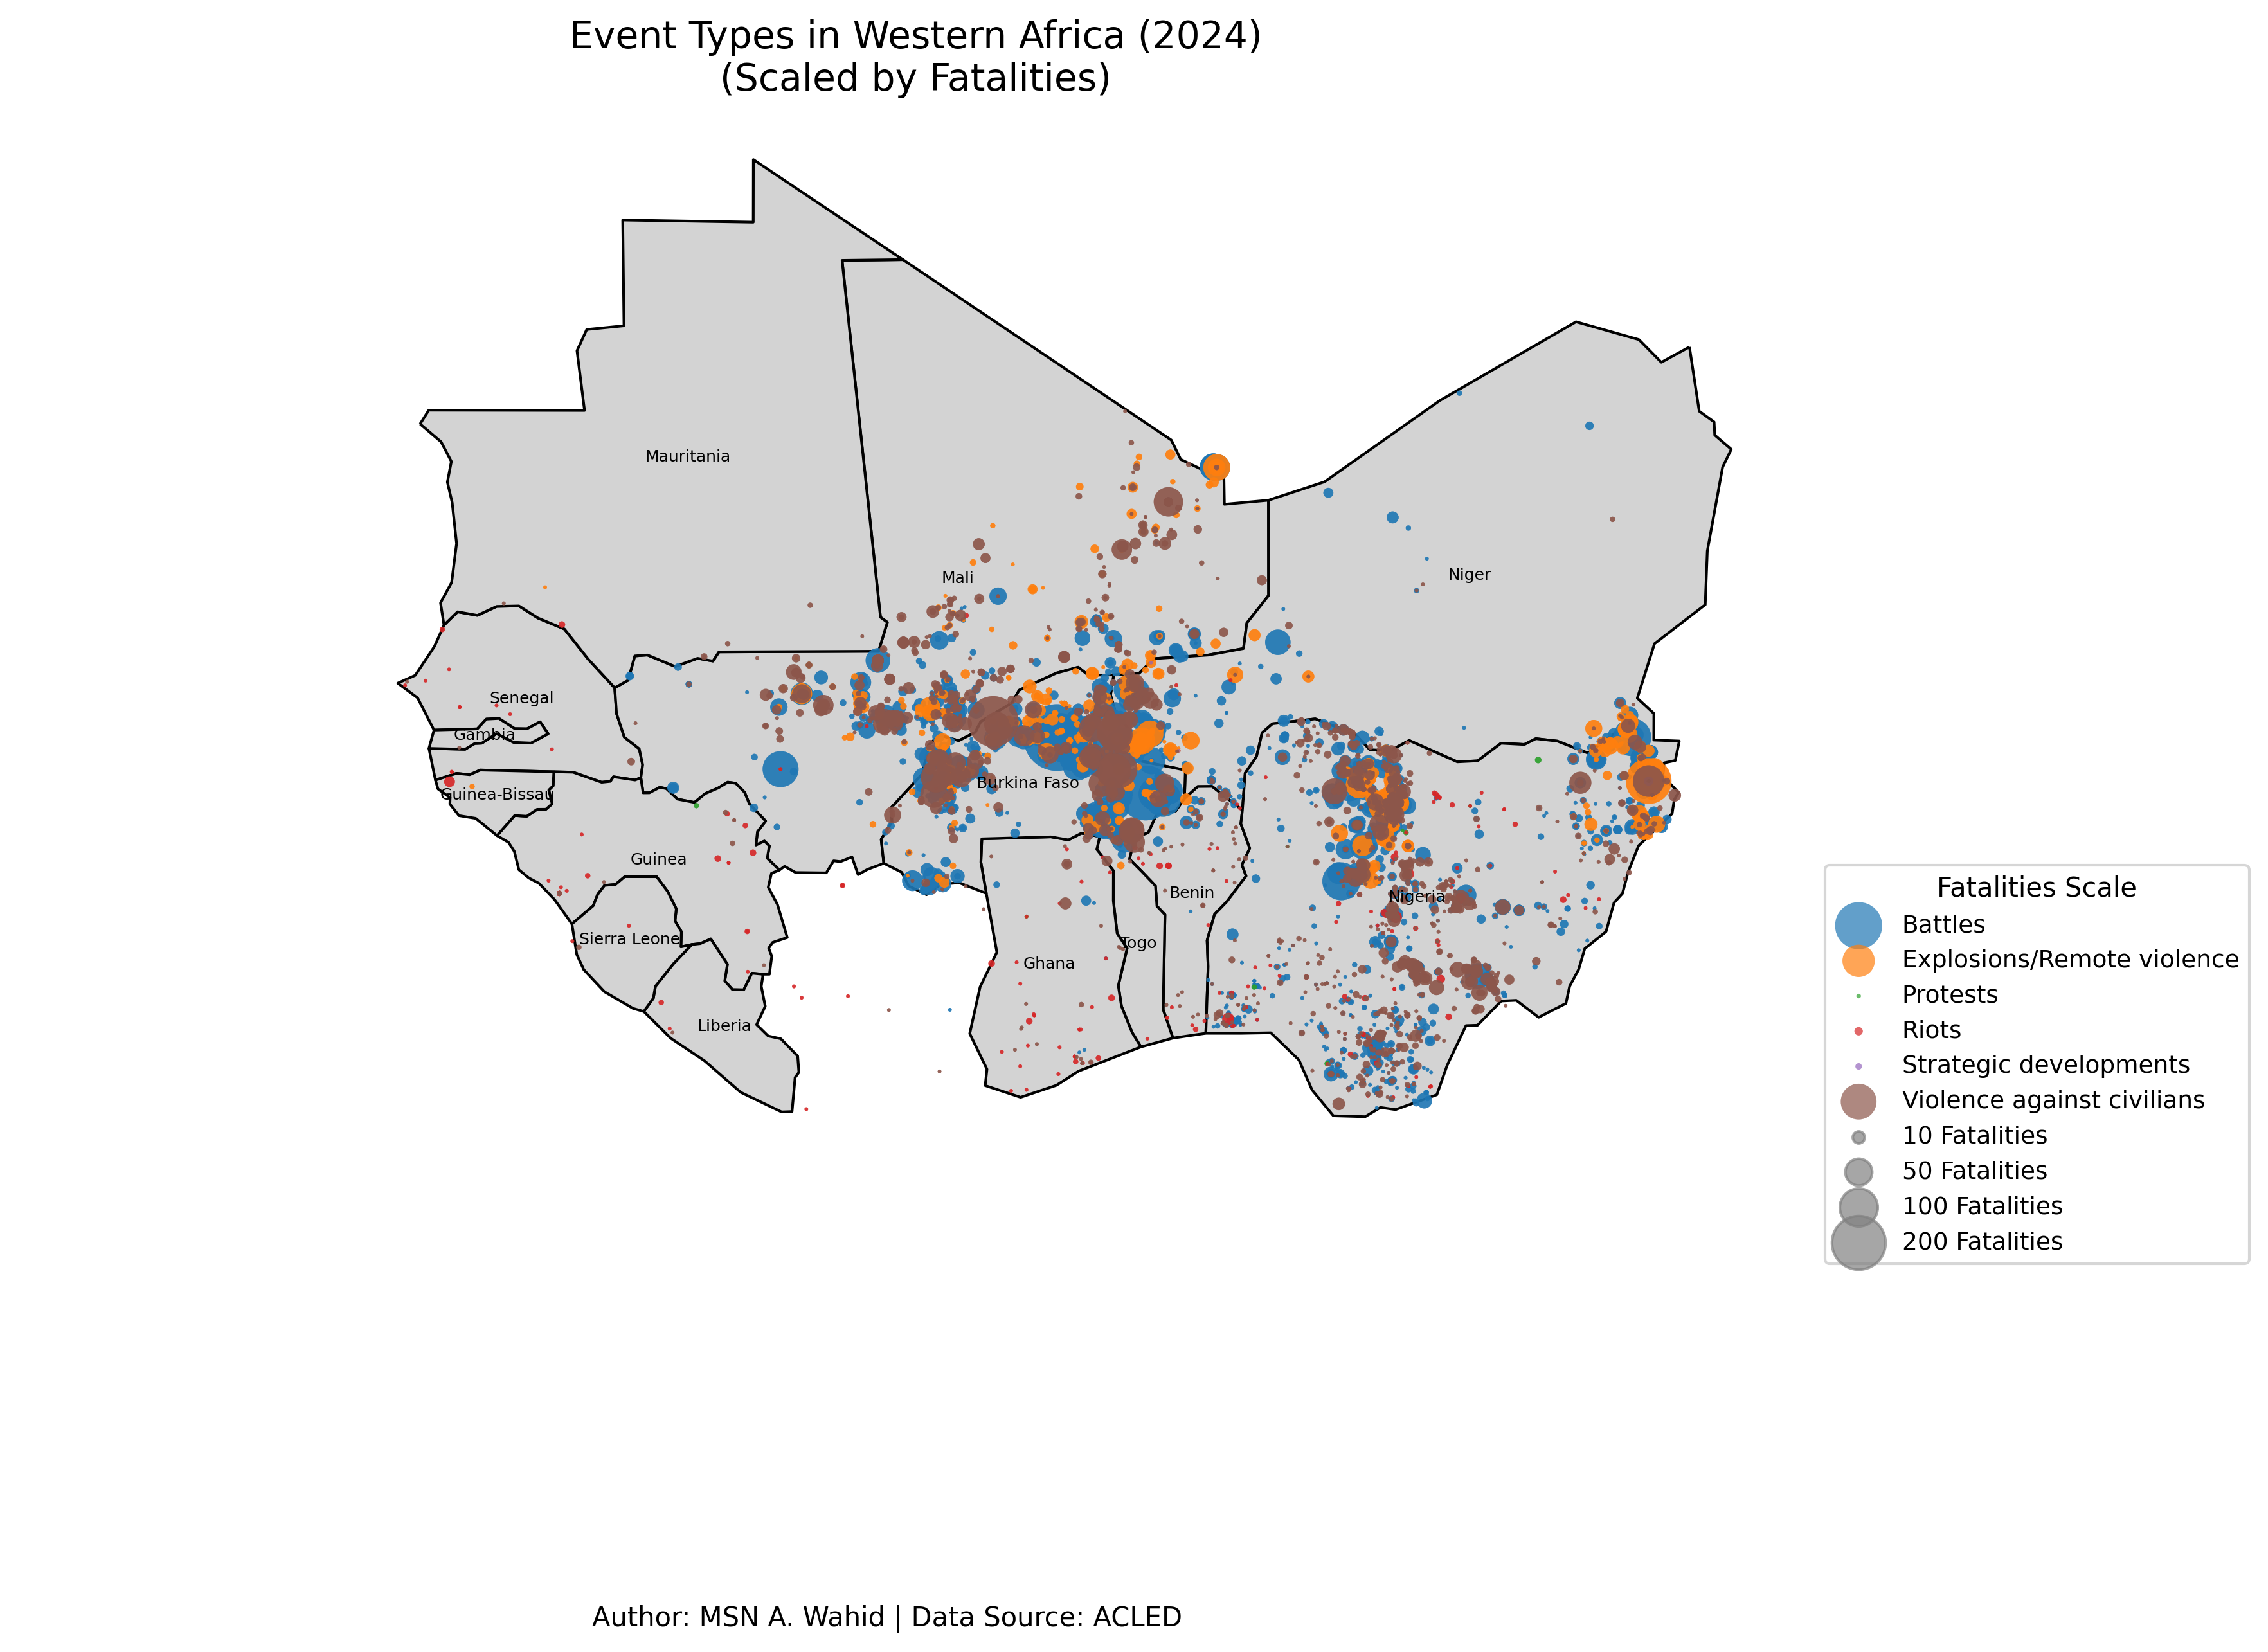 Event Types in Western Africa (2024)
(Scaled by Fatalities)
Mauritania
Mali
Niger
Senegal
Gambia
Guinea-Bissau
Burkina Faso
Guinea
Benin
Nigeria
Sierra Leone
Togo
Ghana
Liberia
Fatalities Scale
Battles
Explosions/Remote violence
Protests
Riots
Strategic developments
Violence against civilians
10 Fatalities
50 Fatalities
100 Fatalities
200 Fatalities
Author: MSN A. Wahid | Data Source: ACLED